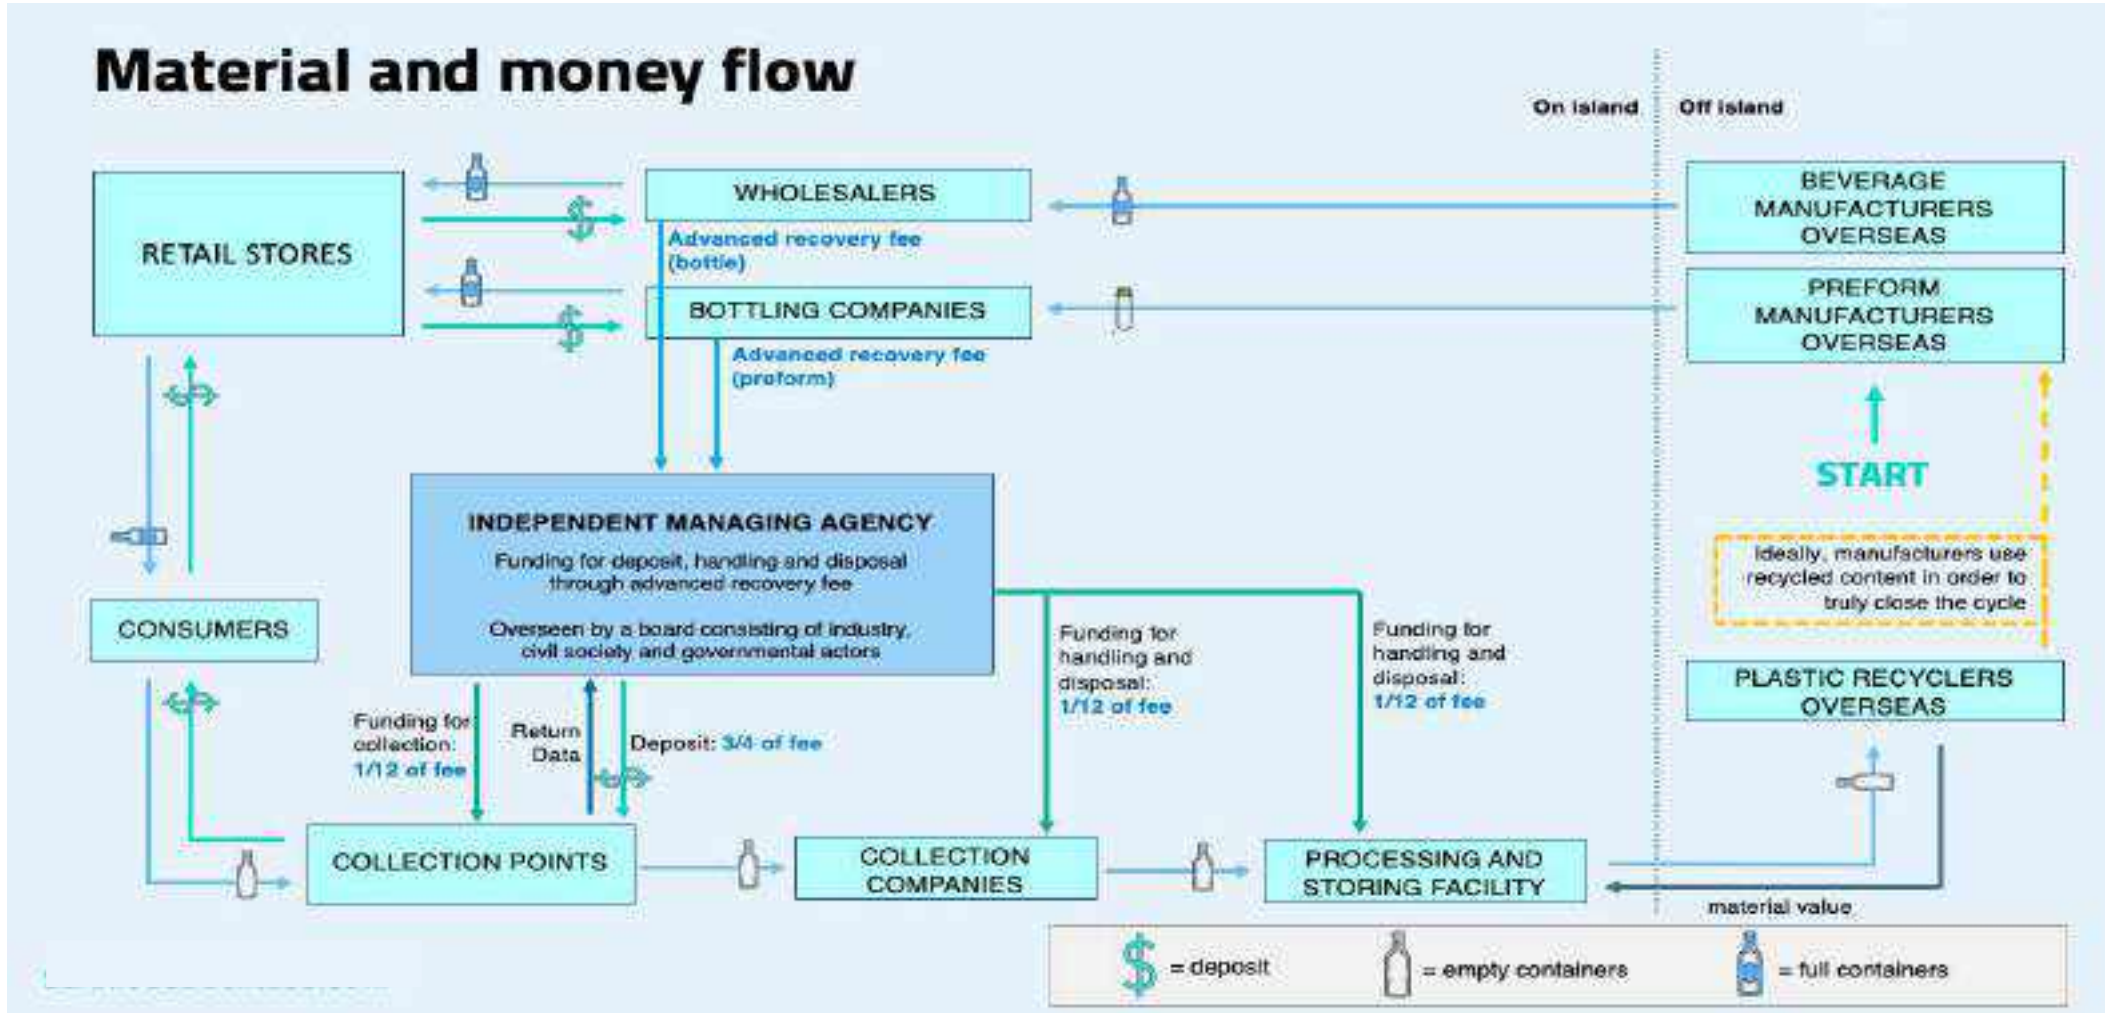 Material and money flow
On island
Off island
RETAIL STORES
WHOLESALERS
Advanced recovery fee
(bottle)
BOTTLING COMPANIES
Advanced recovery fee
(preform)
BEVERAGE
MANUFACTURERS
OVERSEAS
PREFORM
MANUFACTURERS
OVERSEAS
START
Ideally, manufacturers use
recycled content in order to
truly close the cycle
INDEPENDENT MANAGING AGENCY
Funding for deposit, handling and disposal
through advanced recovery fee
Overseen by a board consisting of industry,
civil society and governmental actors
CONSUMERS
Funding for
collection:
1/12 of fee
Return
Data
Deposit: 3/4 of fee
Funding for
handling and
disposal:
1/12 of fee
Funding for
handling and
disposal:
1/12 of fee
PLASTIC RECYCLERS
OVERSEAS
COLLECTION POINTS
COLLECTION
COMPANIES
PROCESSING AND
STORING FACILITY
material value
$ = deposit
= empty containers
= full containers